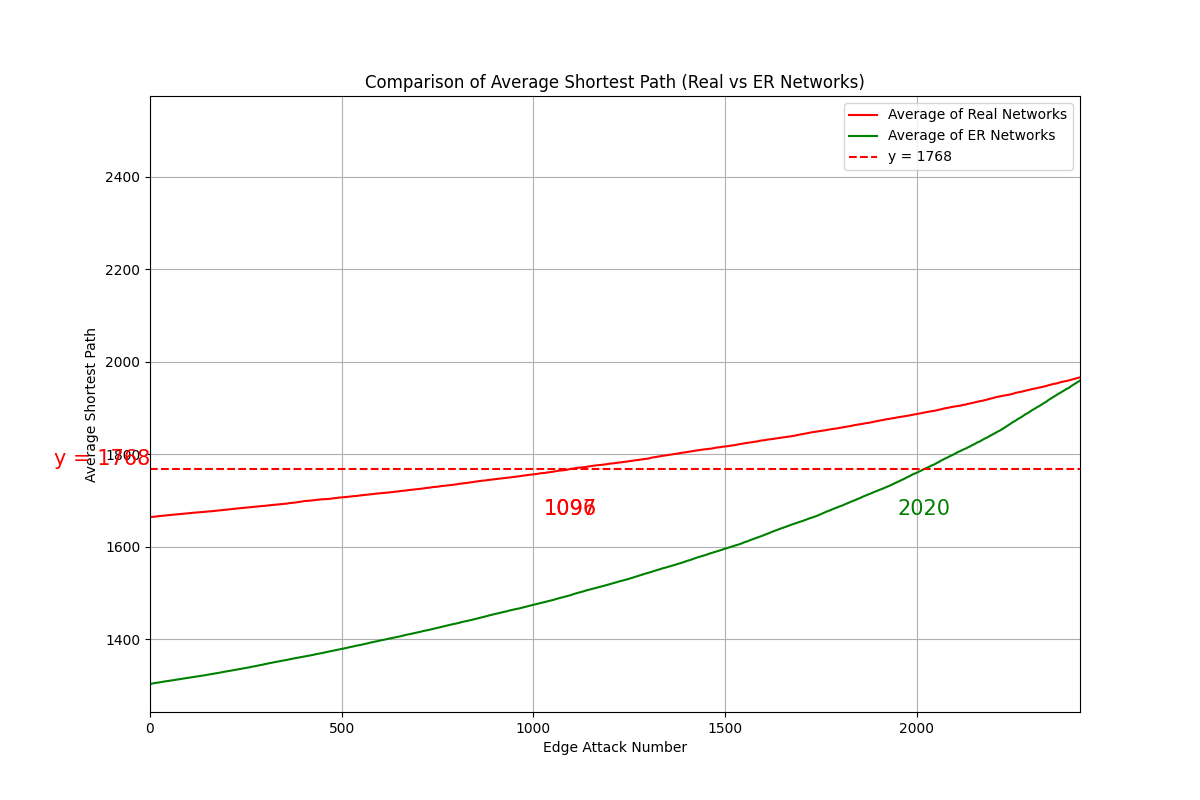 Comparison of Average Shortest Path (Real vs ER Networks)
Average of Real Networks
Average of ER Networks
y = 1768
2400
2200
2000
1800
1600
1400
Average Shortest Path
y = 1768
2020
0
500
1000
1500
2000
Edge Attack Number